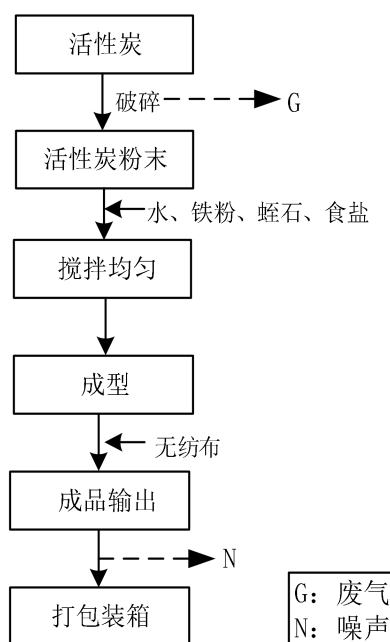 活性炭
破碎
G
活性炭粉末
水、铁粉、蛭石、食盐
搅拌均匀
成型
无纺布
成品输出
N
打包装箱
G：废气
N：噪声